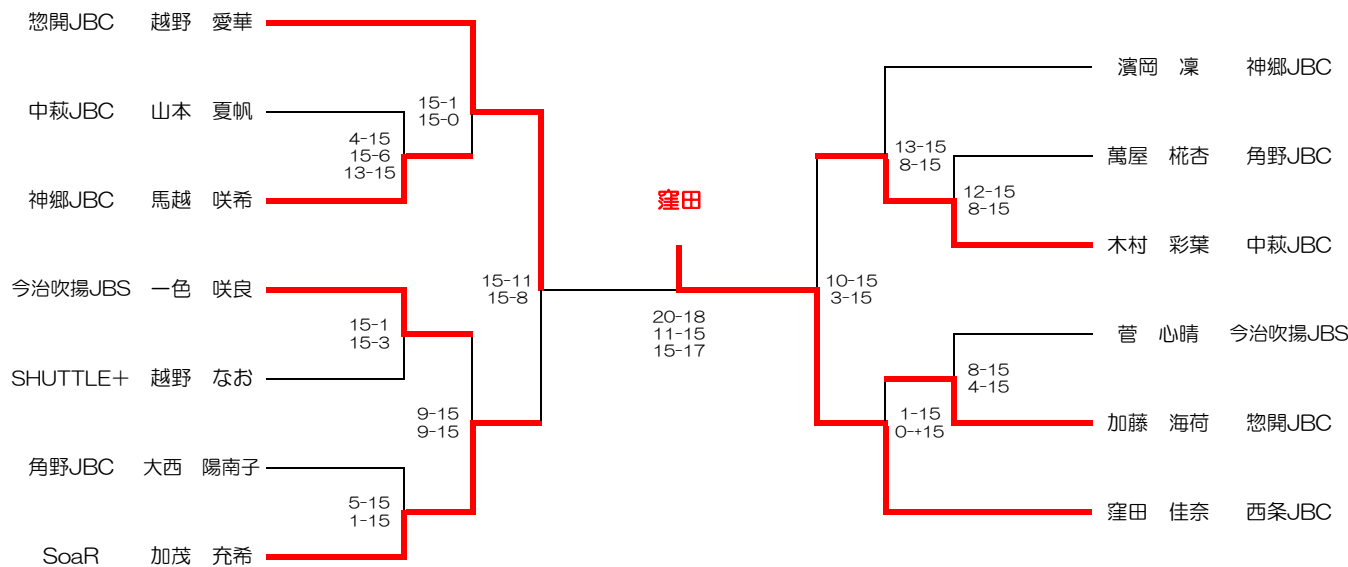 惣開JBC 越野 愛華
中萩JBC 山本 夏帆
神郷JBC 馬越 咲希
今治吹揚JBS 一色 咲良
SHUTTLE＋ 越野 なお
角野JBC 大西 陽南子
SoaR 加茂 充希
15-1
15-0
4-15
15-6
13-15
15-1
15-3
5-15
1-15
9-15
9-15
15-11
15-8
窪田
20-18
11-15
15-17
10-15
3-15
13-15
8-15
12-15
8-15
8-15
4-15
1-15
0-+15
濱岡 凜 神郷JBC
萬屋 椛杏 角野JBC
木村 彩葉 中萩JBC
菅 心晴 今治吹揚JBS
加藤 海荷 惣開JBC
窪田 佳奈 西条JBC